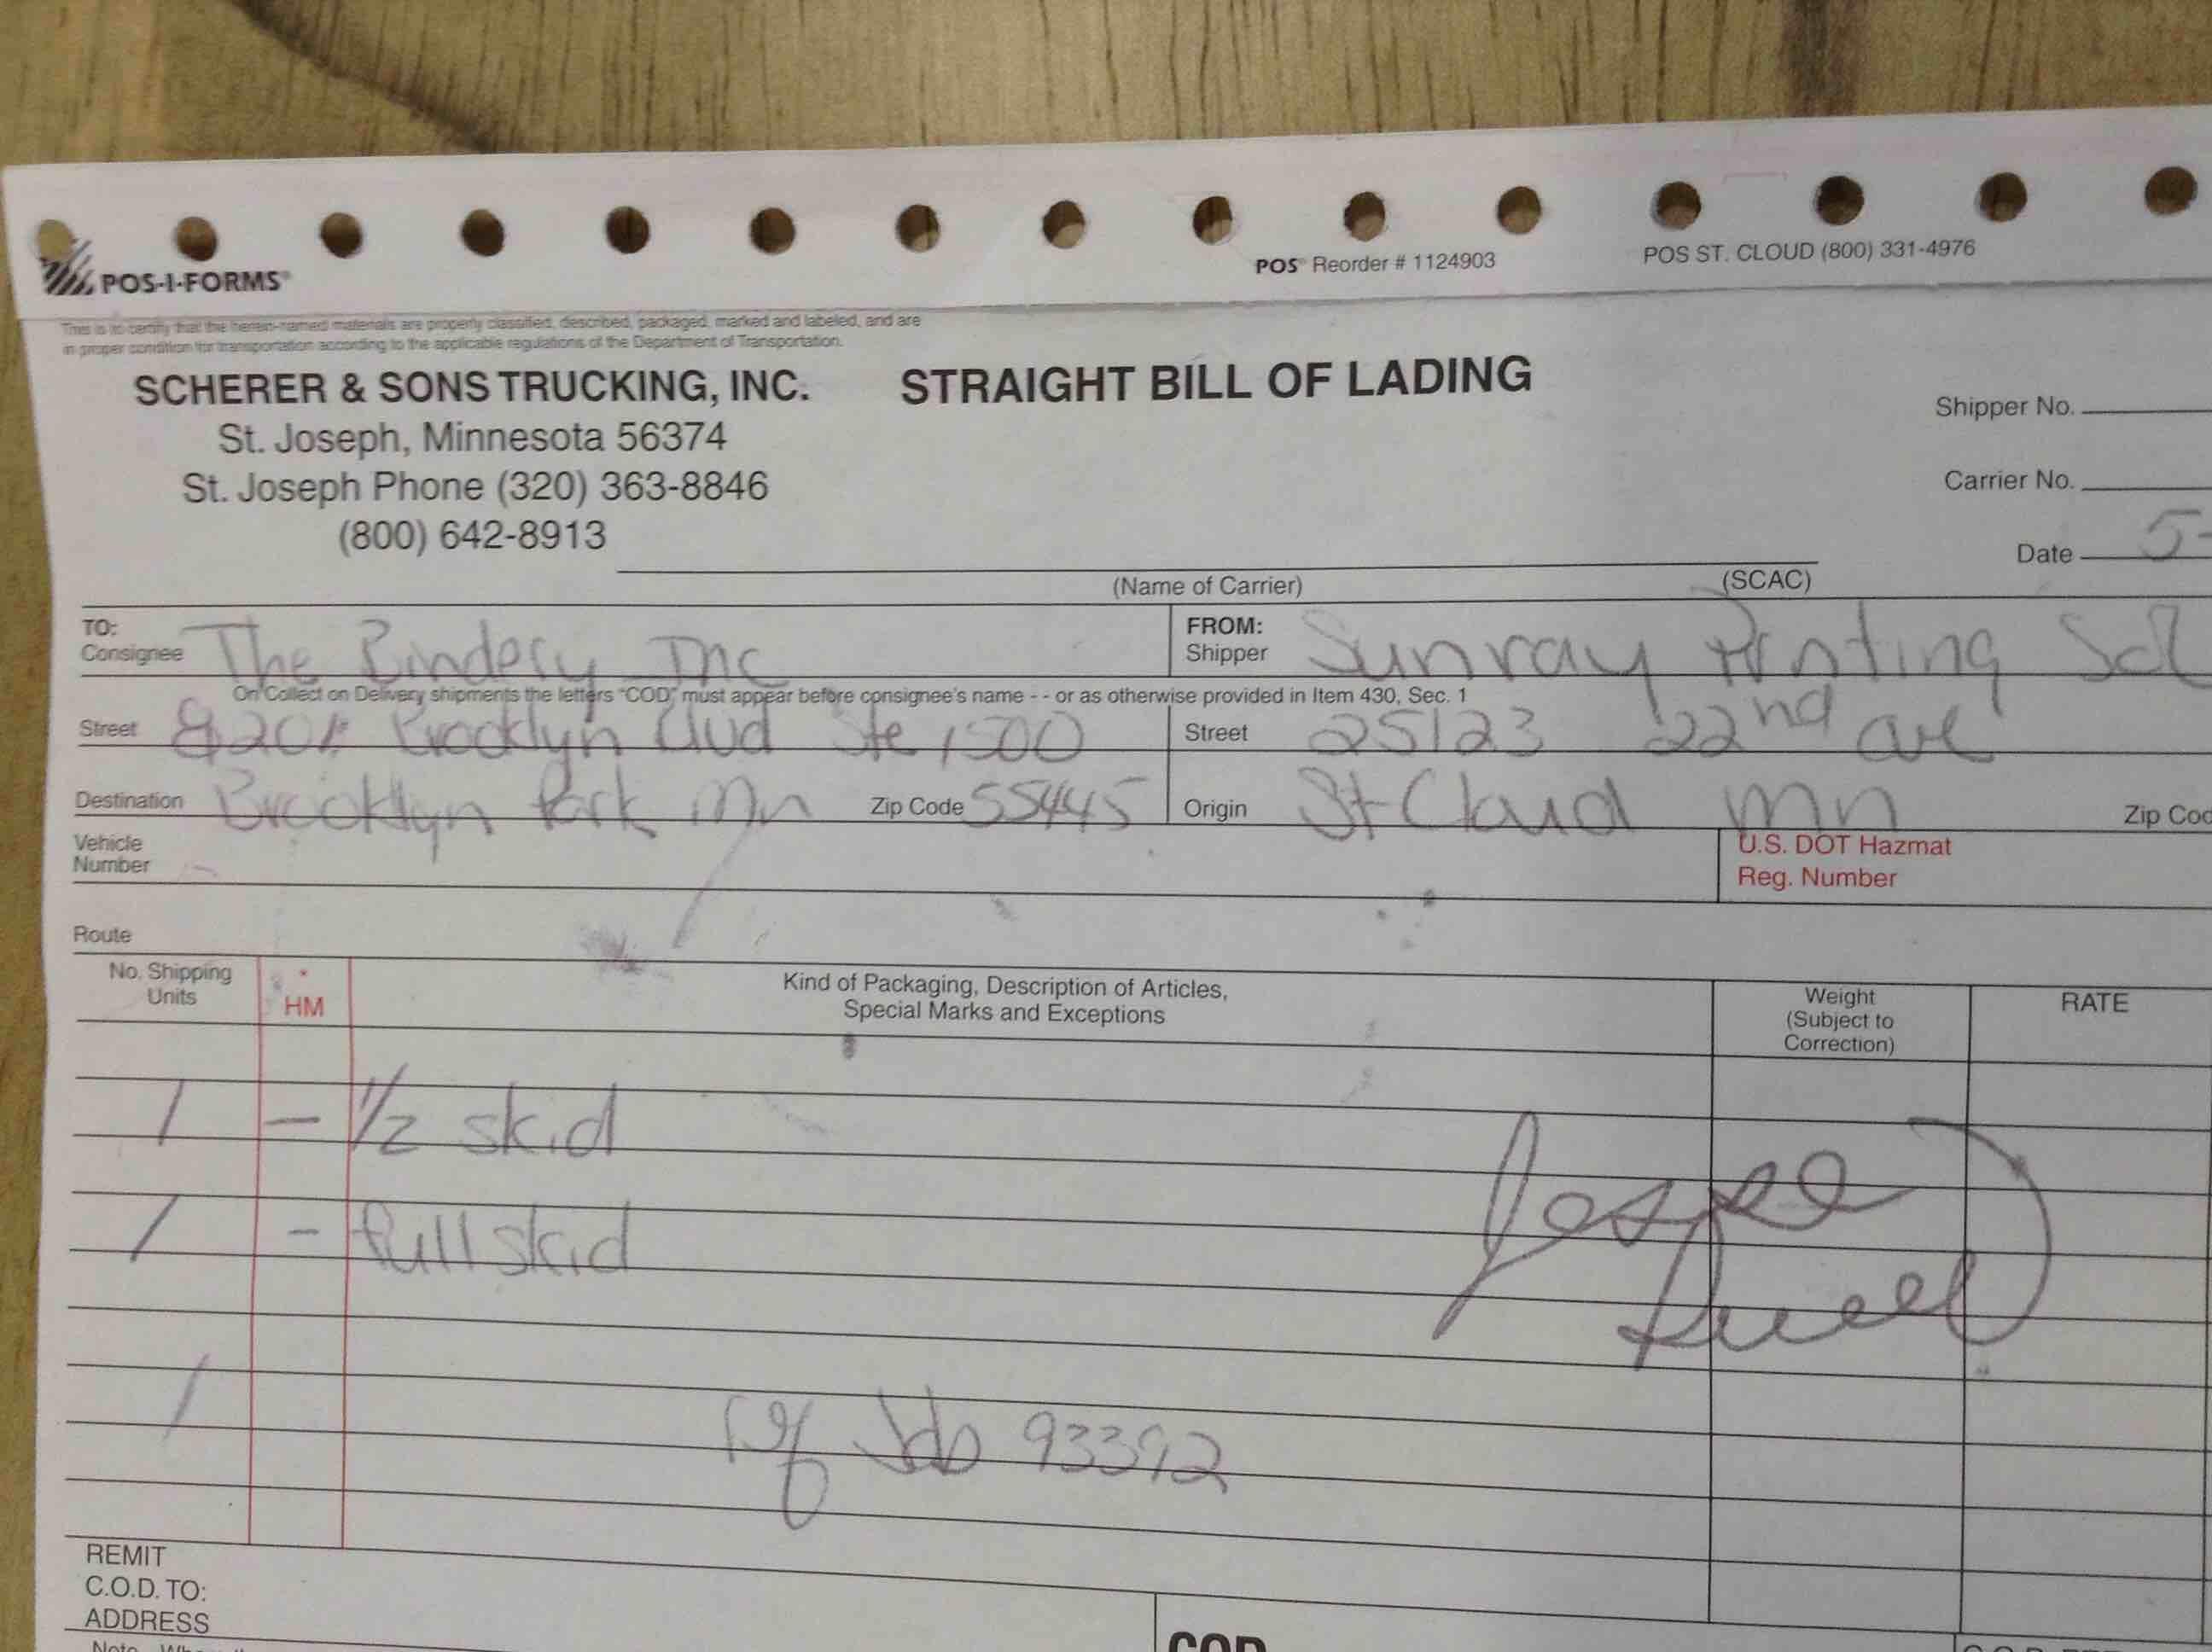 POS-I-FORMS®
POS® Reorder # 1124903
POS ST. CLOUD (800) 331-4976
This is to certify that the herein-named materials are properly classified, described, packaged, marked and labeled, and are
in proper condition for transportation according to the applicable regulations of the Department of Transportation.
SCHERER & SONS TRUCKING, INC. STRAIGHT BILL OF LADING
St. Joseph, Minnesota 56374
St. Joseph Phone (320) 363-8846
(800) 642-8913
Shipper No.
Carrier No.
Date 5-
(Name of Carrier) (SCAC)
TO:
Consignee The Bindery Inc
FROM:
Shipper Sunray Printing Sol
On Collect on Delivery shipments the letters "COD" must appear before consignee's name - - or as otherwise provided in Item 430, Sec. 1
Street 8201 Brooklyn Blvd Ste 1500
Street 25123 22nd ave
Destination Brooklyn Park Mn Zip Code 55445
Origin St Cloud Mn Zip Cod
Vehicle
Number
U.S. DOT Hazmat
Reg. Number
Route
No. Shipping
Units
*
HM
Kind of Packaging, Description of Articles,
Special Marks and Exceptions
Weight
(Subject to
Correction)
RATE
1 - 1/2 skid
1 - full skid
1
Job 93392
REMIT
C.O.D. TO:
ADDRESS
COD